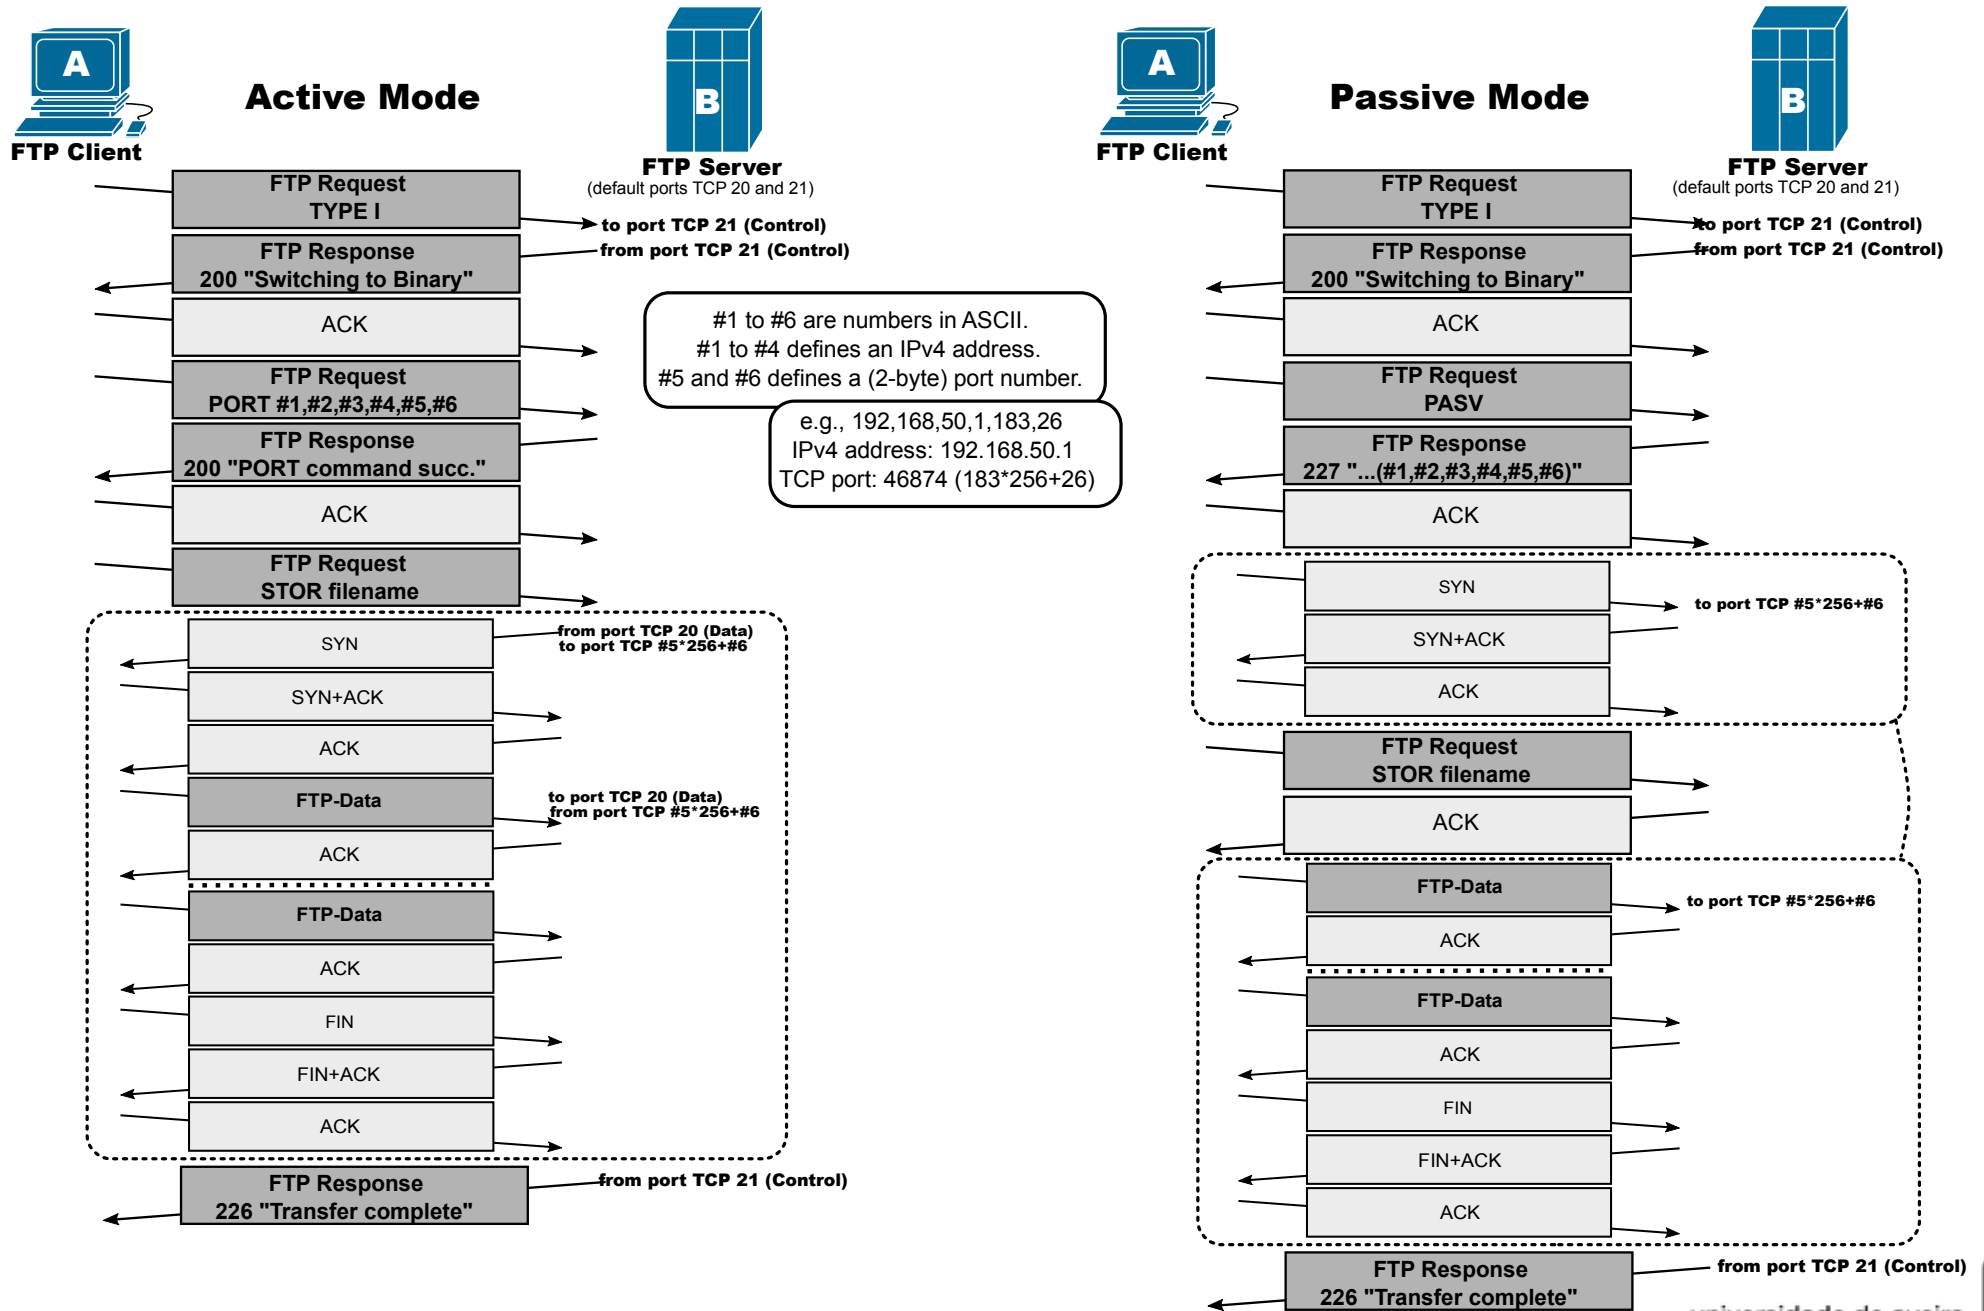 A
Active Mode
B
FTP Client
FTP Server
(default ports TCP 20 and 21)
FTP Request
TYPE I
to port TCP 21 (Control)
FTP Response
200 "Switching to Binary"
from port TCP 21 (Control)
ACK
FTP Request
PORT #1,#2,#3,#4,#5,#6
FTP Response
200 "PORT command succ."
ACK
FTP Request
STOR filename
SYN
from port TCP 20 (Data)
to port TCP #5*256+#6
SYN+ACK
ACK
FTP-Data
to port TCP 20 (Data)
from port TCP #5*256+#6
ACK
FTP-Data
ACK
FIN
FIN+ACK
ACK
FTP Response
226 "Transfer complete"
from port TCP 21 (Control)
#1 to #6 are numbers in ASCII.
#1 to #4 defines an IPv4 address.
#5 and #6 defines a (2-byte) port number.
e.g., 192,168,50,1,183,26
IPv4 address: 192.168.50.1
TCP port: 46874 (183*256+26)
A
Passive Mode
B
FTP Client
FTP Server
(default ports TCP 20 and 21)
FTP Request
TYPE I
to port TCP 21 (Control)
FTP Response
200 "Switching to Binary"
from port TCP 21 (Control)
ACK
FTP Request
PASV
FTP Response
227 "...(#1,#2,#3,#4,#5,#6)"
ACK
SYN
to port TCP #5*256+#6
SYN+ACK
ACK
FTP Request
STOR filename
ACK
FTP-Data
to port TCP #5*256+#6
ACK
FTP-Data
ACK
FIN
FIN+ACK
ACK
FTP Response
226 "Transfer complete"
from port TCP 21 (Control)